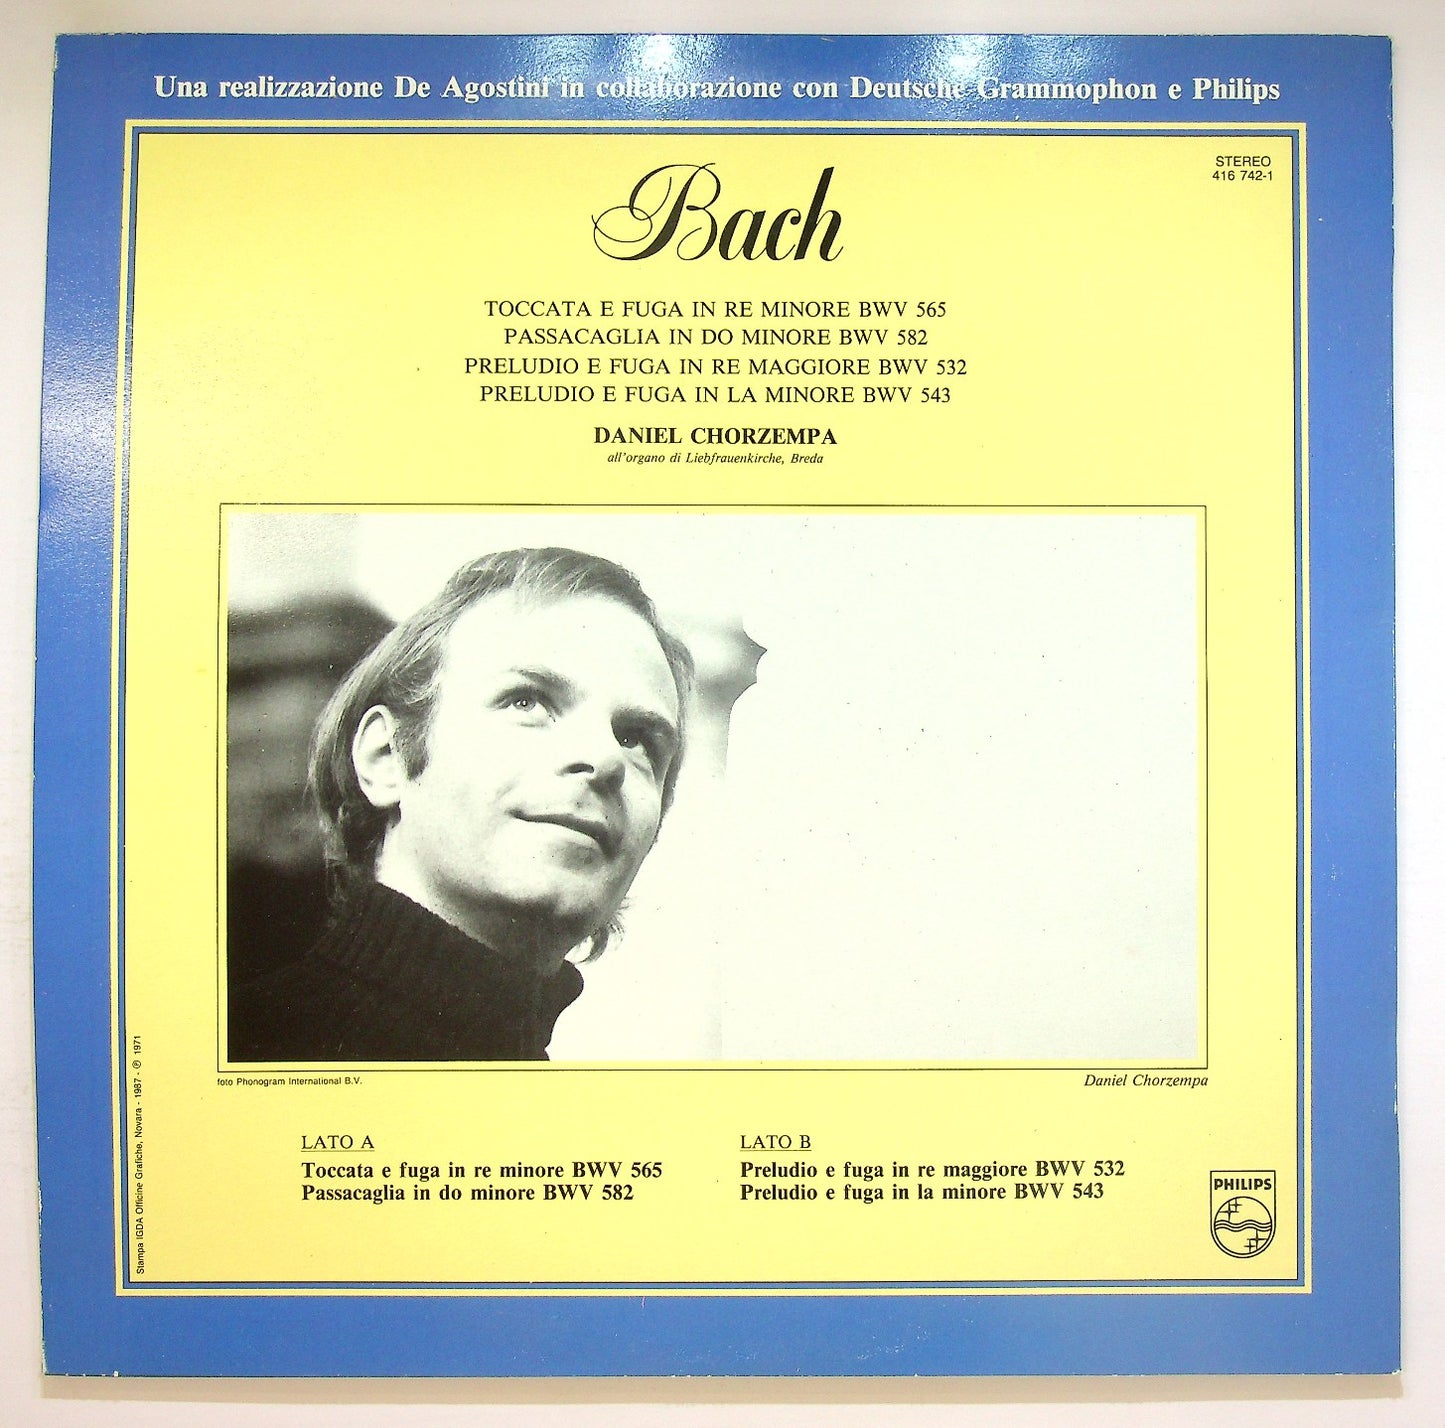 Una realizzazione De Agostini in collaborazione con Deutsche Grammophon e Philips
STEREO
416 742-1
Bach
TOCCATA E FUGA IN RE MINORE BWV 565
PASSACAGLIA IN DO MINORE BWV 582
PRELUDIO E FUGA IN RE MAGGIORE BWV 532
PRELUDIO E FUGA IN LA MINORE BWV 543
DANIEL CHORZEMPA
all'organo di Liebfrauenkirche, Breda
foto Phonogram International B.V.
Daniel Chorzempa
Stampa IGDA Officine Grafiche, Novara - 1987 - ℗ 1971
LATO A
Toccata e fuga in re minore BWV 565
Passacaglia in do minore BWV 582
LATO B
Preludio e fuga in re maggiore BWV 532
Preludio e fuga in la minore BWV 543
PHILIPS